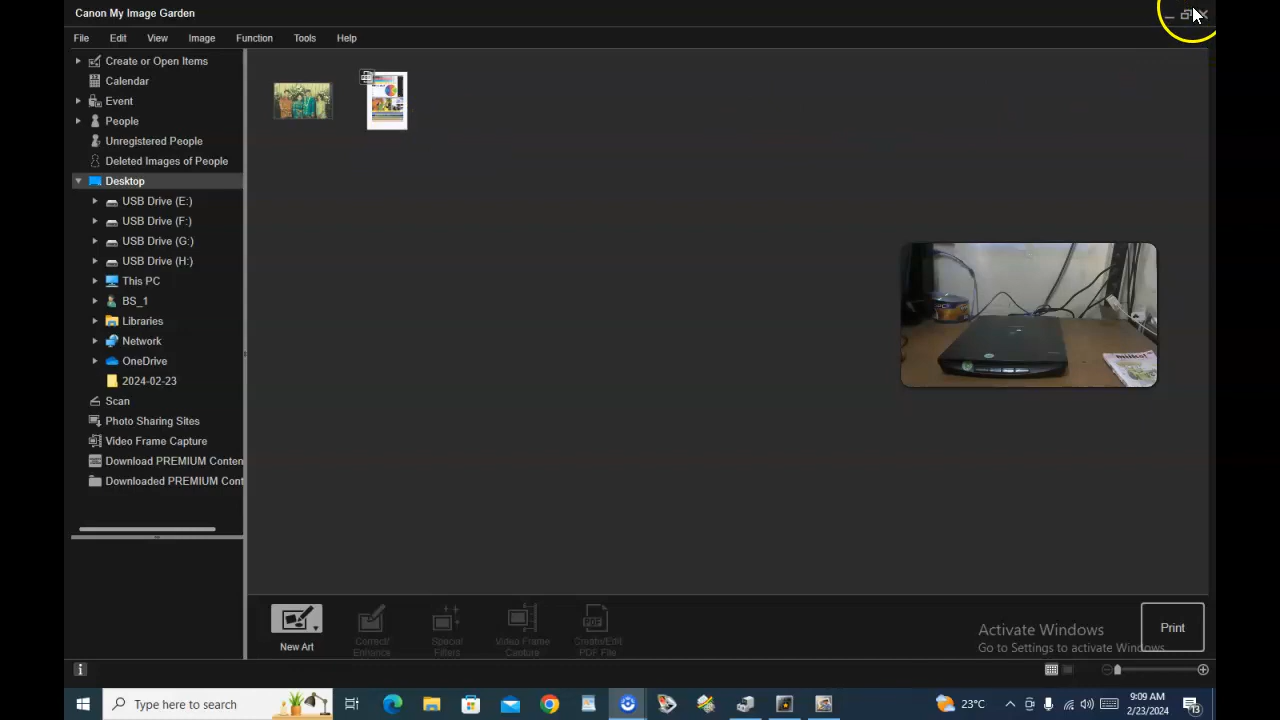 Canon My Image Garden
File Edit View Image Function Tools Help
Create or Open Items
Calendar
Event
People
Unregistered People
Deleted Images of People
Desktop
USB Drive (E:)
USB Drive (F:)
USB Drive (G:)
USB Drive (H:)
This PC
BS_1
Libraries
Network
OneDrive
2024-02-23
Scan
Photo Sharing Sites
Video Frame Capture
Download PREMIUM Conten
Downloaded PREMIUM Cont
New Art
Correct/
Enhance
Special
Filters
Video Frame
Capture
PDF
Create/Edit
PDF File
Print
Activate Windows
Go to Settings to activate Windows.
Type here to search
23°C
9:09 AM
2/23/2024
13